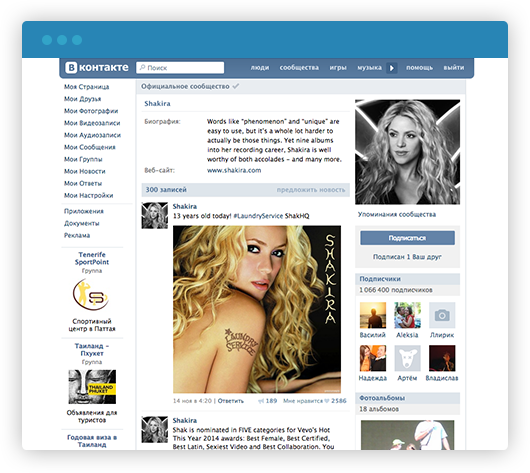 В контакте
Поиск
люди сообщества игры музыка помощь выйти
Моя Страница
Мои Друзья
Мои Фотографии
Мои Видеозаписи
Мои Аудиозаписи
Мои Сообщения
Мои Группы
Мои Новости
Мои Ответы
Мои Настройки
Приложения
Документы
Реклама
Tenerife
SportPoint
Группа
Спортивный
центр в Паттая
Таиланд -
Пхукет
Группа
THAILAND
PHUKET
Объявления для
туристов
Годовая виза в
Таиланд
Официальное сообщество
Shakira
Биография:
Words like "phenomenon" and "unique" are
easy to use, but it's a whole lot harder to
actually be those things. Yet nine albums
into her recording career, Shakira is well
worthy of both accolades - and many more.
Веб-сайт:
www.shakira.com
300 записей
предложить новость
Shakira
13 years old today! #LaundryService ShakHQ
SHAKIRA
LAUNDRY
SERVICE
14 ноя в 4:20 | Ответить
189
Мне нравится 2586
Shakira
Shak is nominated in FIVE categories for Vevo's Hot
This Year 2014 awards: Best Female, Best Certified,
Best Latin, Sexiest Video and Best Collaboration. You
Упоминания сообщества
Подписаться
Подписан 1 Ваш друг
Подписчики
1 066 400 подписчиков
Василий Aleksia Ллирик
Надежда Артём Владислав
Фотоальбомы
18 альбомов